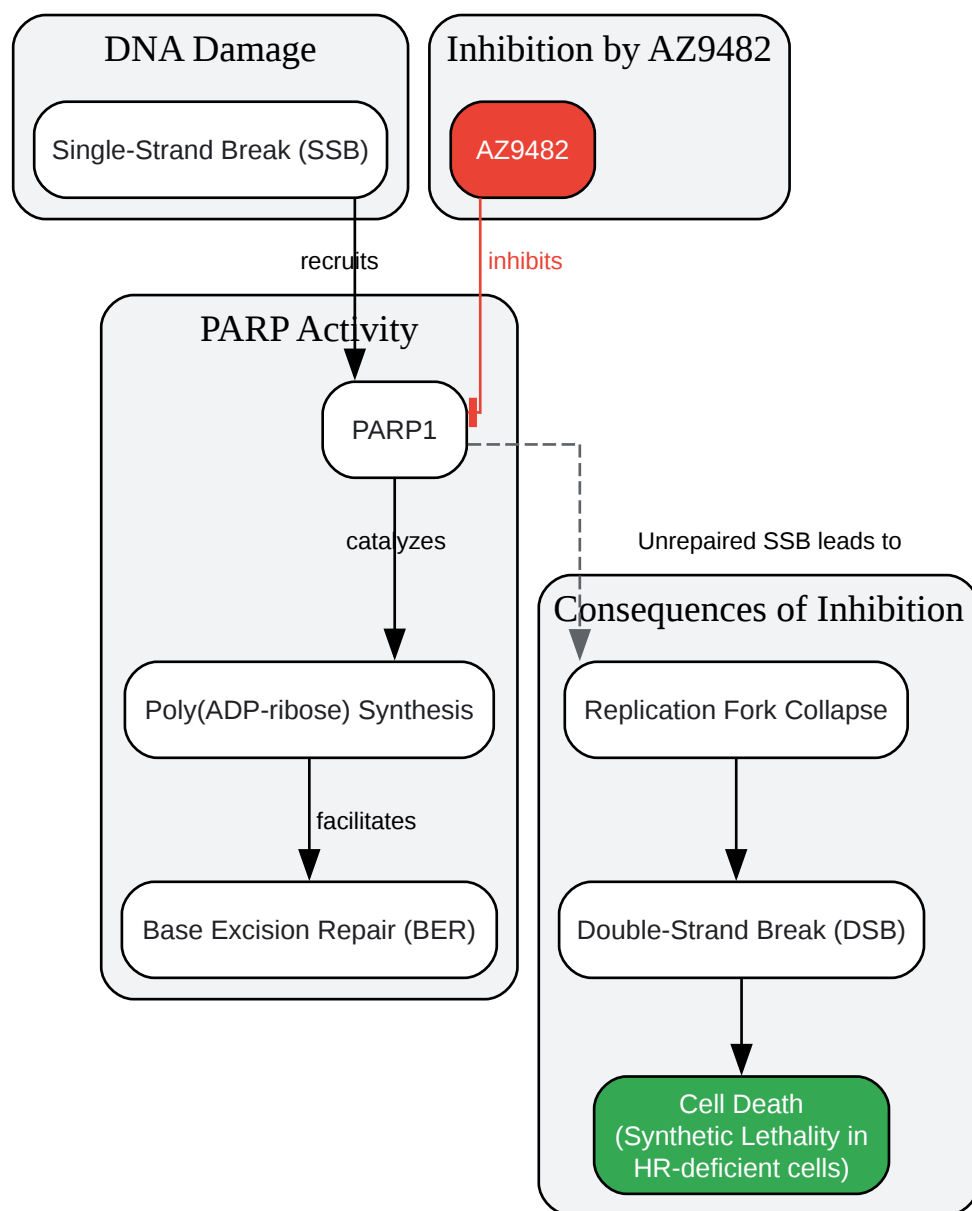 DNA Damage
Inhibition by AZ9482
Single-Strand Break (SSB)
AZ9482
recruits
inhibits
PARP Activity
PARP1
catalyzes
Unrepaired SSB leads to
Consequences of Inhibition
Poly(ADP-ribose) Synthesis
Replication Fork Collapse
facilitates
Base Excision Repair (BER)
Double-Strand Break (DSB)
Cell Death
(Synthetic Lethality in
HR-deficient cells)